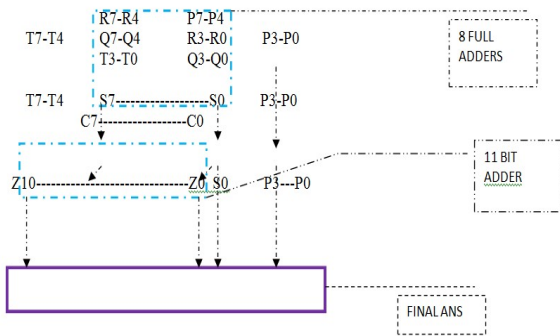 R7-R4 P7-P4
T7-T4 Q7-Q4 R3-R0 P3-P0
T3-T0 Q3-Q0
8 FULL
ADDERS
T7-T4 S7---------------------S0 P3-P0
C7-------------------C0
11 BIT
ADDER
Z10-----------------------------------Z0 S0 P3---P0
FINAL ANS